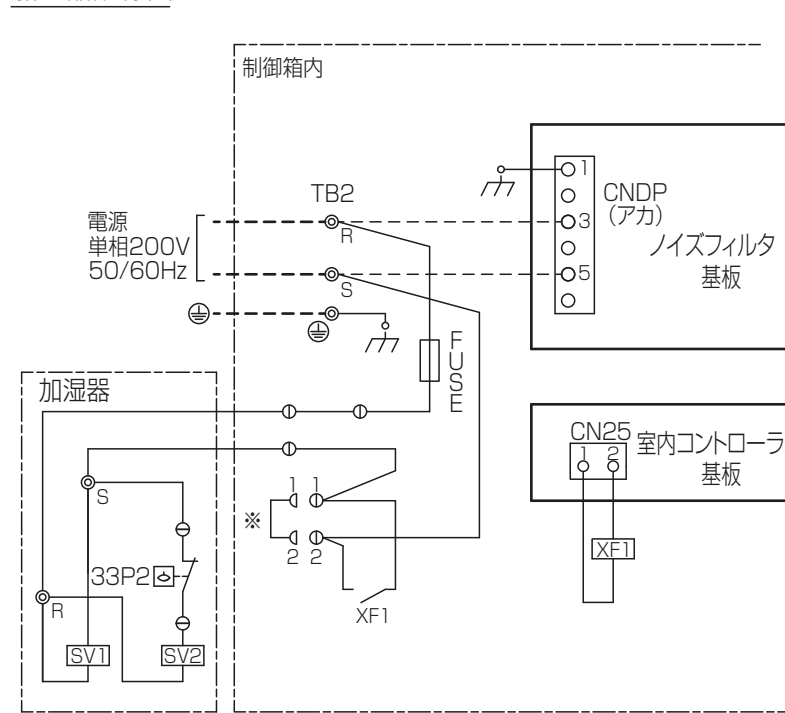 制御箱内
TB2
電源
単相200V
50/60Hz
R
S
FUSE
1
3
5
CNDP
(アカ)
ノイズフィルタ
基板
加湿器
S
33P2
R
SV1
SV2
※
1 1
2 2
XF1
CN25
1 2
室内コントローラ
基板
XF1